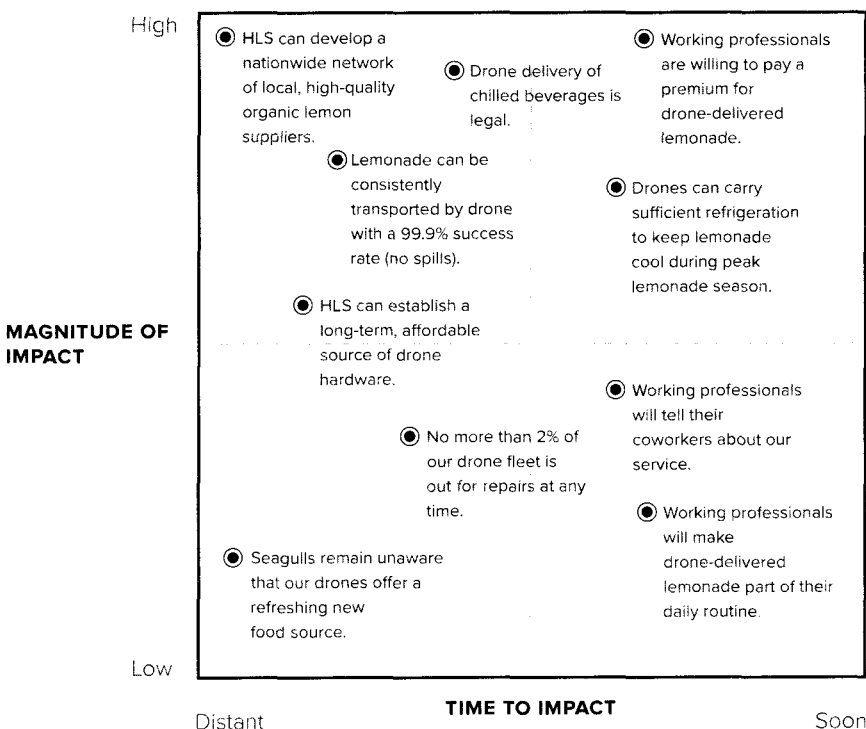 High
HLS can develop a
nationwide network
of local, high-quality
organic lemon
suppliers.
Drone delivery of
chilled beverages is
legal.
Working professionals
are willing to pay a
premium for
drone-delivered
lemonade.
Lemonade can be
consistently
transported by drone
with a 99.9% success
rate (no spills).
Drones can carry
sufficient refrigeration
to keep lemonade
cool during peak
lemonade season.
HLS can establish a
long-term, affordable
source of drone
hardware.
MAGNITUDE OF
IMPACT
Working professionals
will tell their
coworkers about our
service.
No more than 2% of
our drone fleet is
out for repairs at any
time.
Working professionals
will make
drone-delivered
lemonade part of their
daily routine.
Seagulls remain unaware
that our drones offer a
refreshing new
food source.
Low
Distant
TIME TO IMPACT
Soon